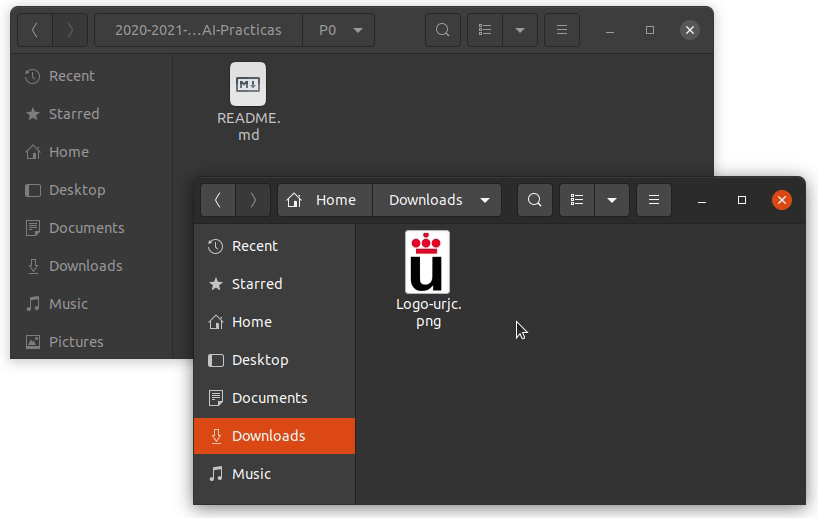 2020-2021-...AI-Practicas P0
Recent
Starred
Home
Desktop
Documents
Downloads
Music
Pictures
M
README.
md
Home Downloads
Recent
Starred
Home
Desktop
Documents
Downloads
Music
u
Logo-urjc.
png